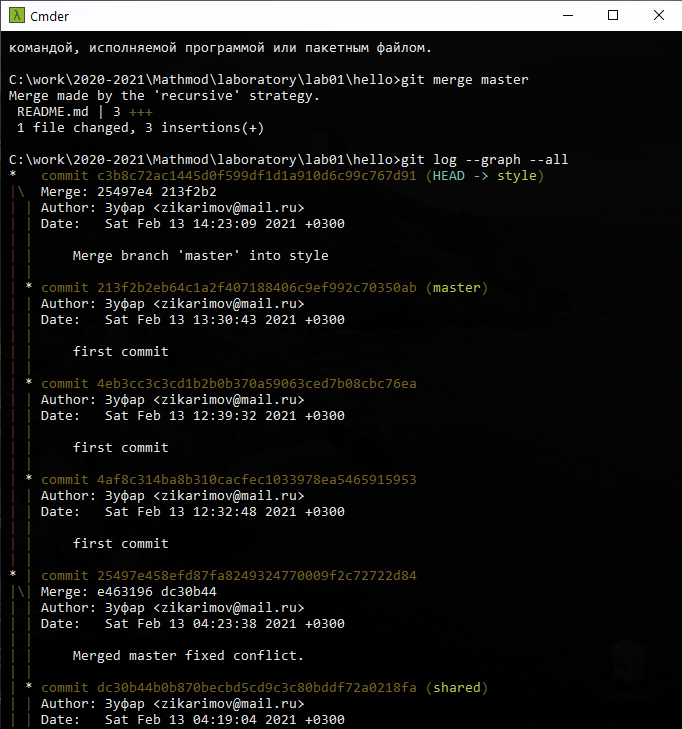 Cmder
командой, исполняемой программой или пакетным файлом.
C:\work\2020-2021\Mathmod\laboratory\lab01\hello>git merge master
Merge made by the 'recursive' strategy.
README.md | 3 +++
1 file changed, 3 insertions(+)
C:\work\2020-2021\Mathmod\laboratory\lab01\hello>git log --graph --all
*   commit c3b8c72ac1445d0f599df1d1a910d6c99c767d91 (HEAD -> style)
|\  Merge: 25497e4 213f2b2
| | Author: Зуфар <zikarimov@mail.ru>
| | Date:   Sat Feb 13 14:23:09 2021 +0300
| |
| |     Merge branch 'master' into style
| |
| * commit 213f2b2eb64c1a2f407188406c9ef992c70350ab (master)
| | Author: Зуфар <zikarimov@mail.ru>
| | Date:   Sat Feb 13 13:30:43 2021 +0300
| |
| |     first commit
| |
| * commit 4eb3cc3c3cd1b2b0b370a59063ced7b08cbc76ea
| | Author: Зуфар <zikarimov@mail.ru>
| | Date:   Sat Feb 13 12:39:32 2021 +0300
| |
| |     first commit
| |
| * commit 4af8c314ba8b310cacfec1033978ea5465915953
| | Author: Зуфар <zikarimov@mail.ru>
| | Date:   Sat Feb 13 12:32:48 2021 +0300
| |
| |     first commit
| |
* | commit 25497e458efd87fa8249324770009f2c72722d84
|\| Merge: e463196 dc30b44
| | Author: Зуфар <zikarimov@mail.ru>
| | Date:   Sat Feb 13 04:23:38 2021 +0300
| |
| |     Merged master fixed conflict.
| |
| * commit dc30b44b0b870becbd5cd9c3c80bddf72a0218fa (shared)
| | Author: Зуфар <zikarimov@mail.ru>
| | Date:   Sat Feb 13 04:19:04 2021 +0300